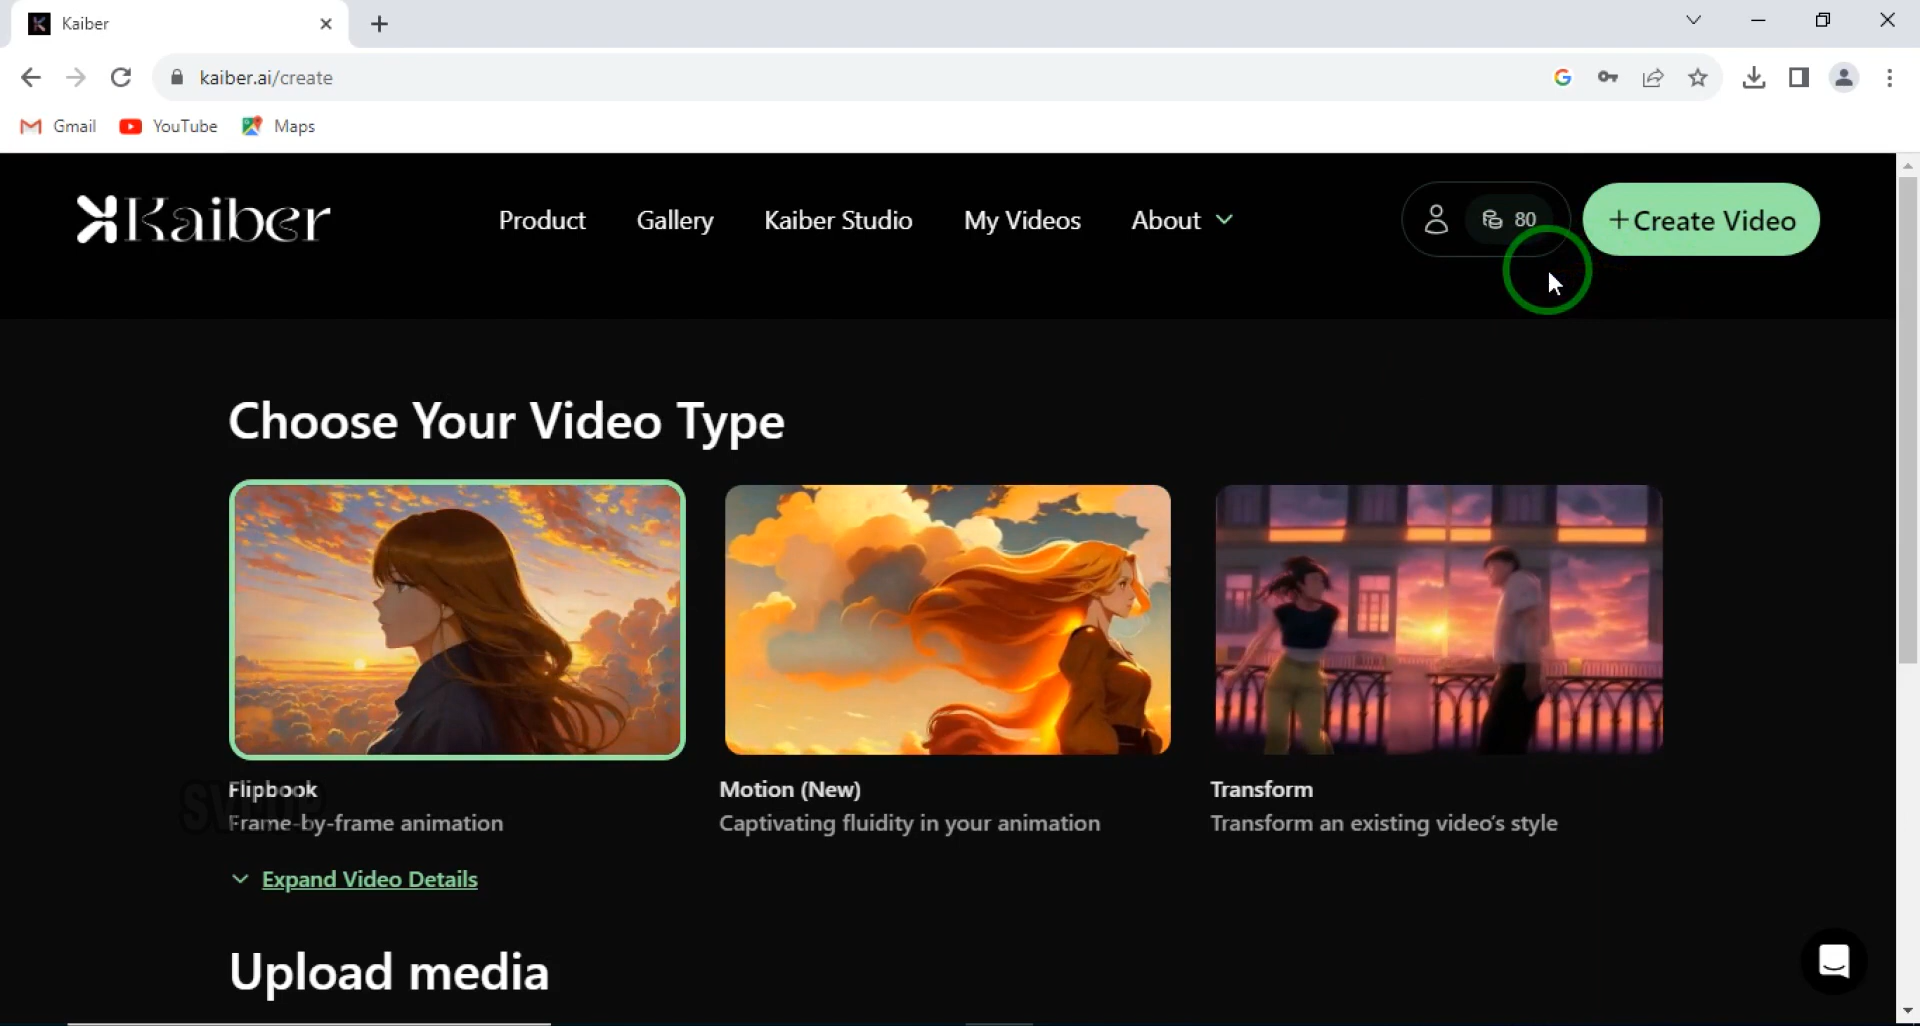 Kaiber
kaiber.ai/create
Gmail YouTube Maps
Kaiber Product Gallery Kaiber Studio My Videos About 80 +Create Video
Choose Your Video Type
Flipbook
Frame-by-frame animation
Motion (New)
Captivating fluidity in your animation
Transform
Transform an existing video's style
Expand Video Details
Upload media